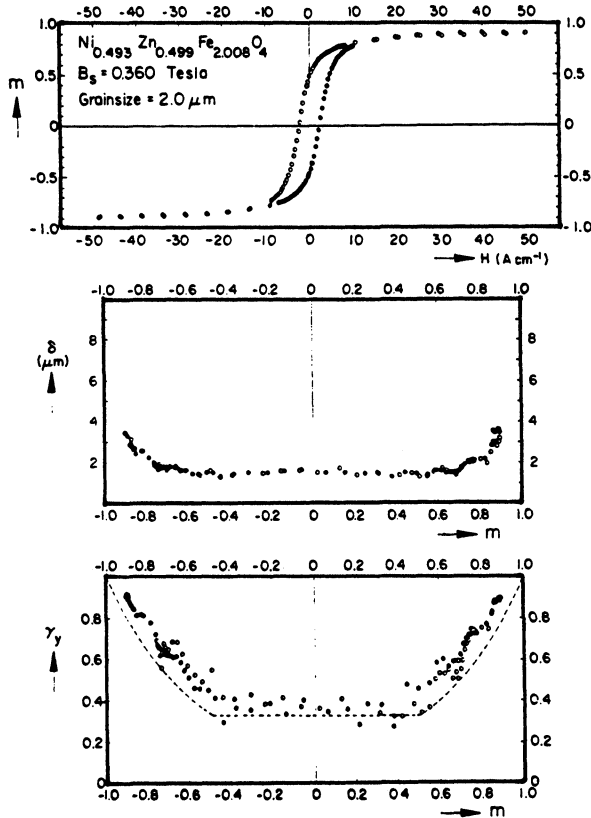 -50 -40 -30 -20 -10 0 10 20 30 40 50
1.0 1.0
Ni0.493 Zn0.499 Fe2.008 O4
Bs = 0.360 Tesla
Grainsize = 2.0 μm
m
0.5 0.5
0 0
-0.5 -0.5
-1.0 -1.0
-50 -40 -30 -20 -10 0 10 20 30 40 50
H (A cm⁻¹)
-1.0 -0.8 -0.6 -0.4 -0.2 0 0.2 0.4 0.6 0.8 1.0
δ
(μm)
8 8
6 6
4 4
2 2
-1.0 -0.8 -0.6 -0.4 -0.2 0 0.2 0.4 0.6 0.8 1.0
m
-1.0 -0.8 -0.6 -0.4 -0.2 0 0.2 0.4 0.6 0.8 1.0
γy
0.8 0.8
0.6 0.6
0.4 0.4
0.2 0.2
0 0
-1.0 -0.8 -0.6 -0.4 -0.2 0 0.2 0.4 0.6 0.8 1.0
m